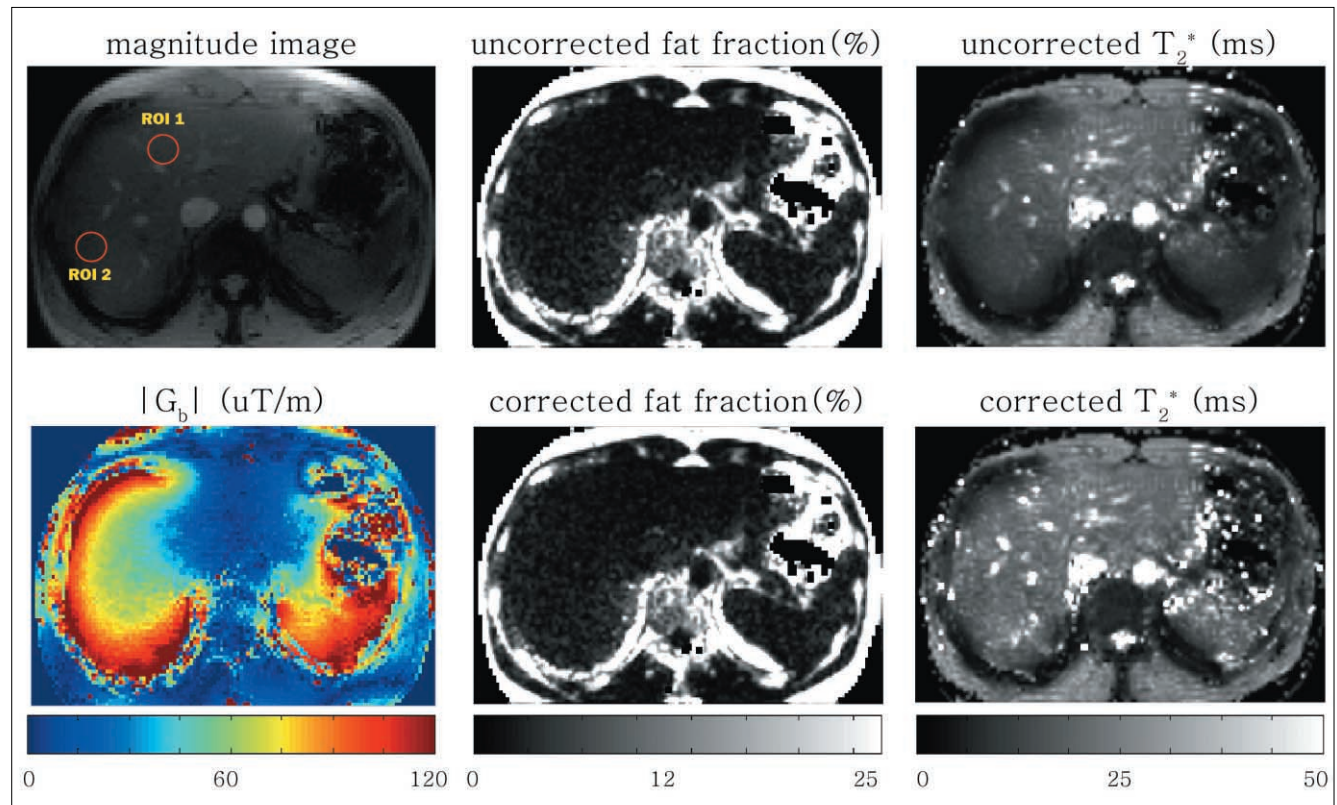 magnitude image
uncorrected fat fraction(%)
uncorrected T₂* (ms)
ROI 1
ROI 2
|G_b| (uT/m)
corrected fat fraction(%)
corrected T₂* (ms)
0 60 120
0 12 25
0 25 50